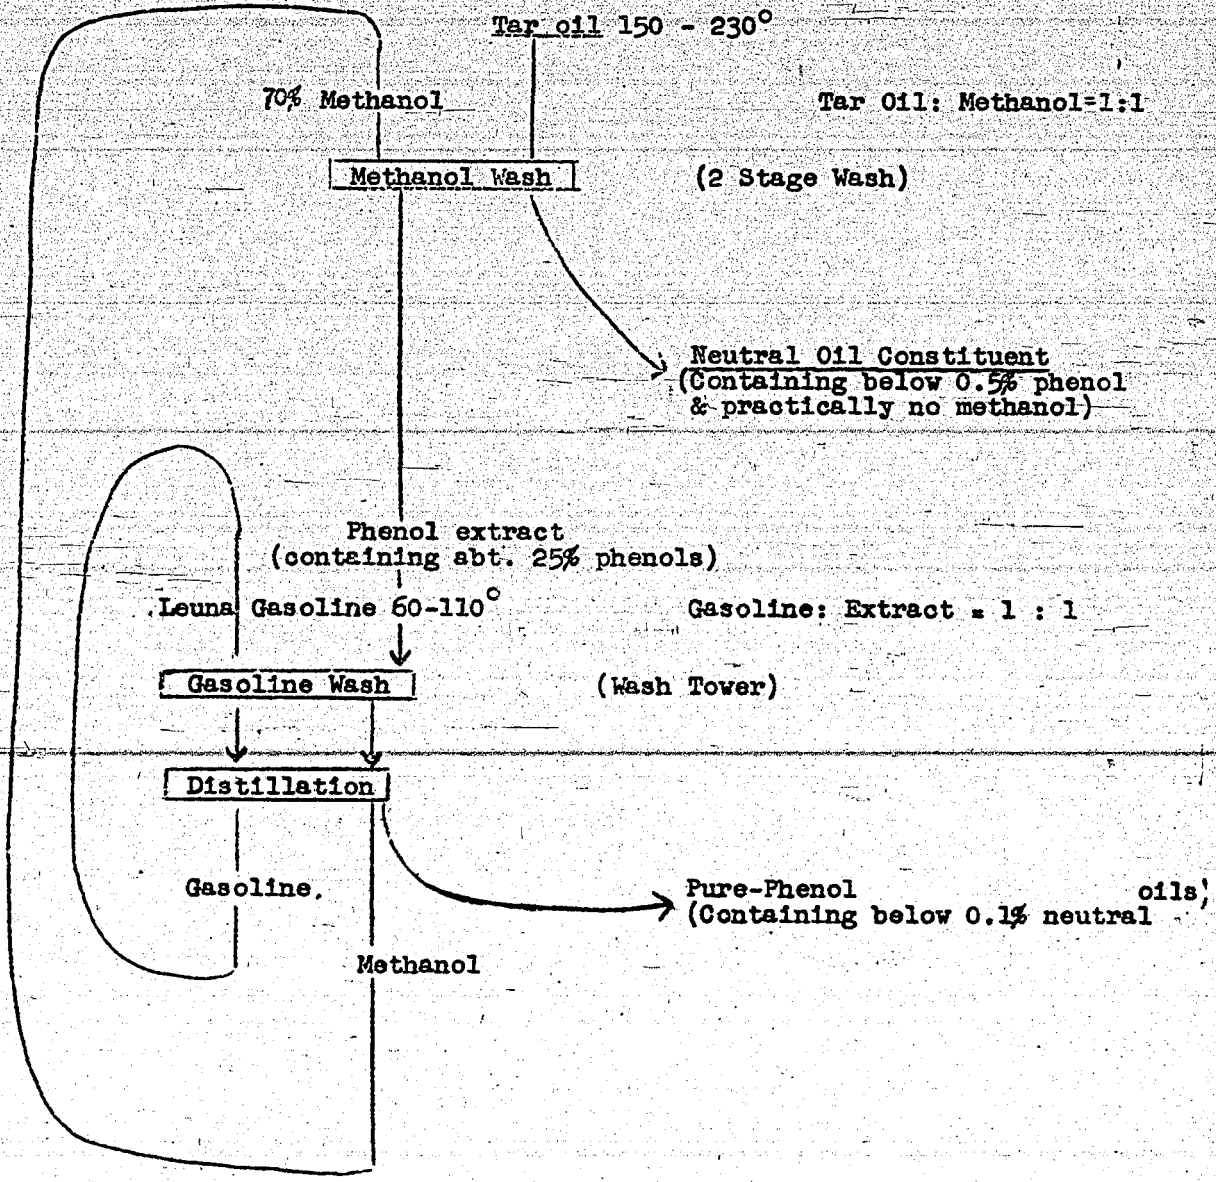 Tar oil 150 - 230°
70% Methanol
Tar Oil: Methanol=1:1
Methanol Wash
(2 Stage Wash)
Neutral Oil Constituent
(Containing below 0.5% phenol
& practically no methanol)
Phenol extract
(containing abt. 25% phenols)
Leuna Gasoline 60-110°
Gasoline: Extract = 1 : 1
Gasoline Wash
(Wash Tower)
Distillation
Gasoline.
Pure-Phenol oils,
(Containing below 0.1% neutral
Methanol